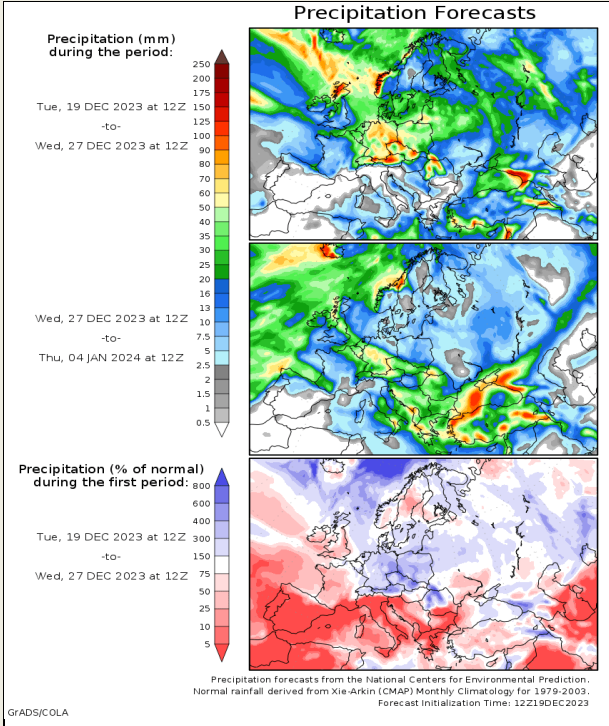 Precipitation Forecasts
Precipitation (mm)
during the period:
Tue, 19 DEC 2023 at 12Z
-to-
Wed, 27 DEC 2023 at 12Z
250
200
175
150
125
100
90
80
70
60
50
40
35
30
25
20
16
13
10
7.5
5
2.5
2
1.5
1
0.5
Wed, 27 DEC 2023 at 12Z
-to-
Thu, 04 JAN 2024 at 12Z
Precipitation (% of normal)
during the first period:
Tue, 19 DEC 2023 at 12Z
-to-
Wed, 27 DEC 2023 at 12Z
800
600
400
300
150
75
50
25
10
5
Precipitation forecasts from the National Centers for Environmental Prediction.
Normal rainfall derived from Xie-Arkin (CMAP) Monthly Climatology for 1979-2003.
Forecast Initialization Time: 12Z19DEC2023
GrADS/COLA